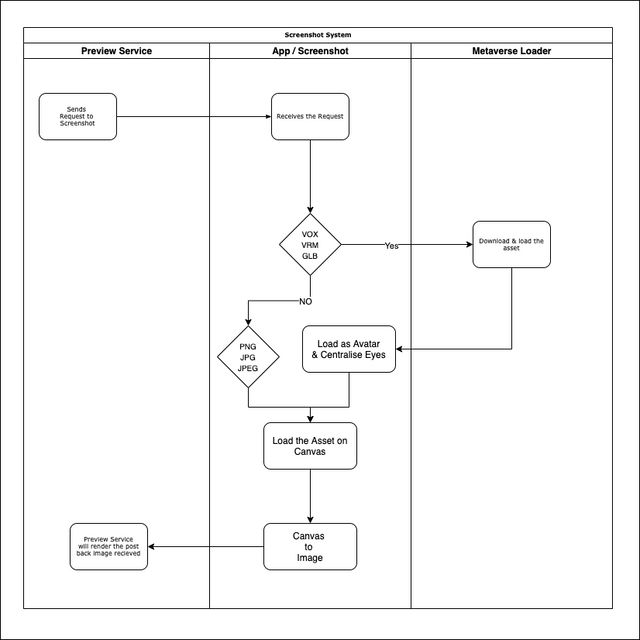 Screenshot System
Preview Service
App / Screenshot
Metaverse Loader
Sends
Request to
Screenshot
Receives the Request
VOX
VRM
GLB
Yes
Download & load the
asset
NO
PNG
JPG
JPEG
Load as Avatar
& Centralise Eyes
Load the Asset on
Canvas
Canvas
to
Image
Preview Service
will render the post
back image recieved